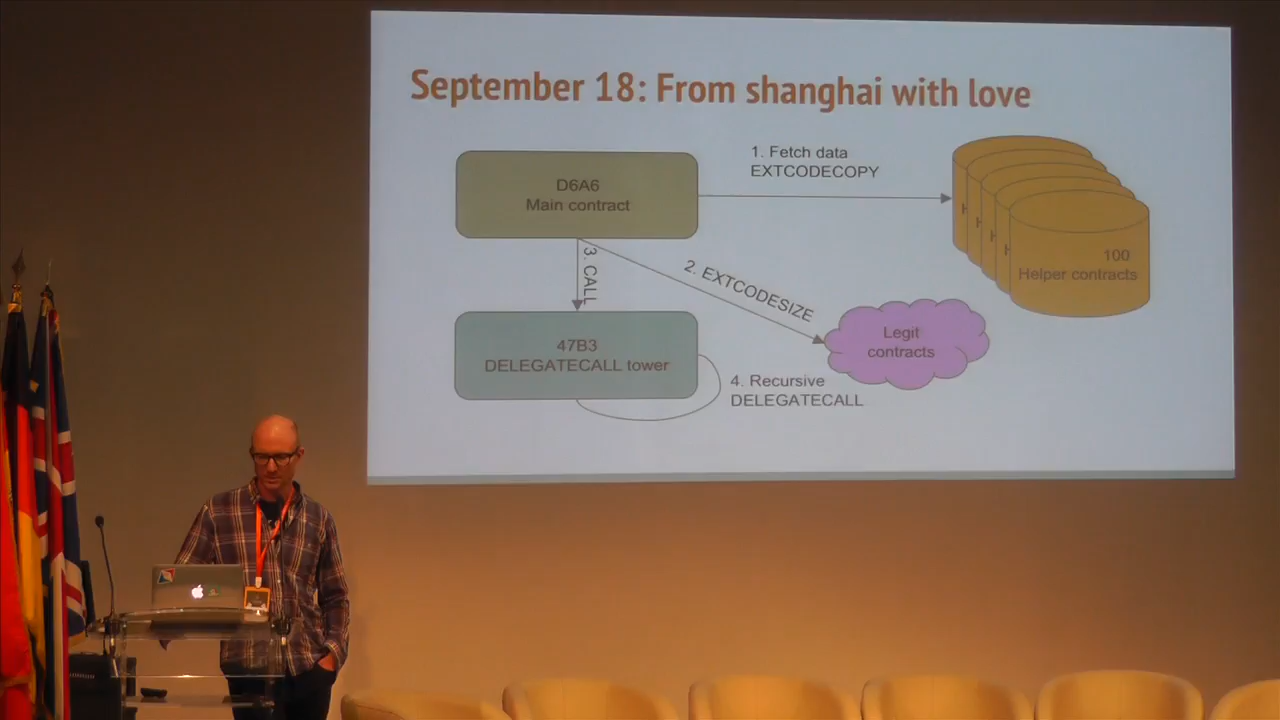 September 18: From shanghai with love
D6A6
Main contract
1. Fetch data
EXTCODECOPY
100
Helper contracts
3. CALL
2. EXTCODESIZE
Legit
contracts
47B3
DELEGATECALL tower
4. Recursive
DELEGATECALL